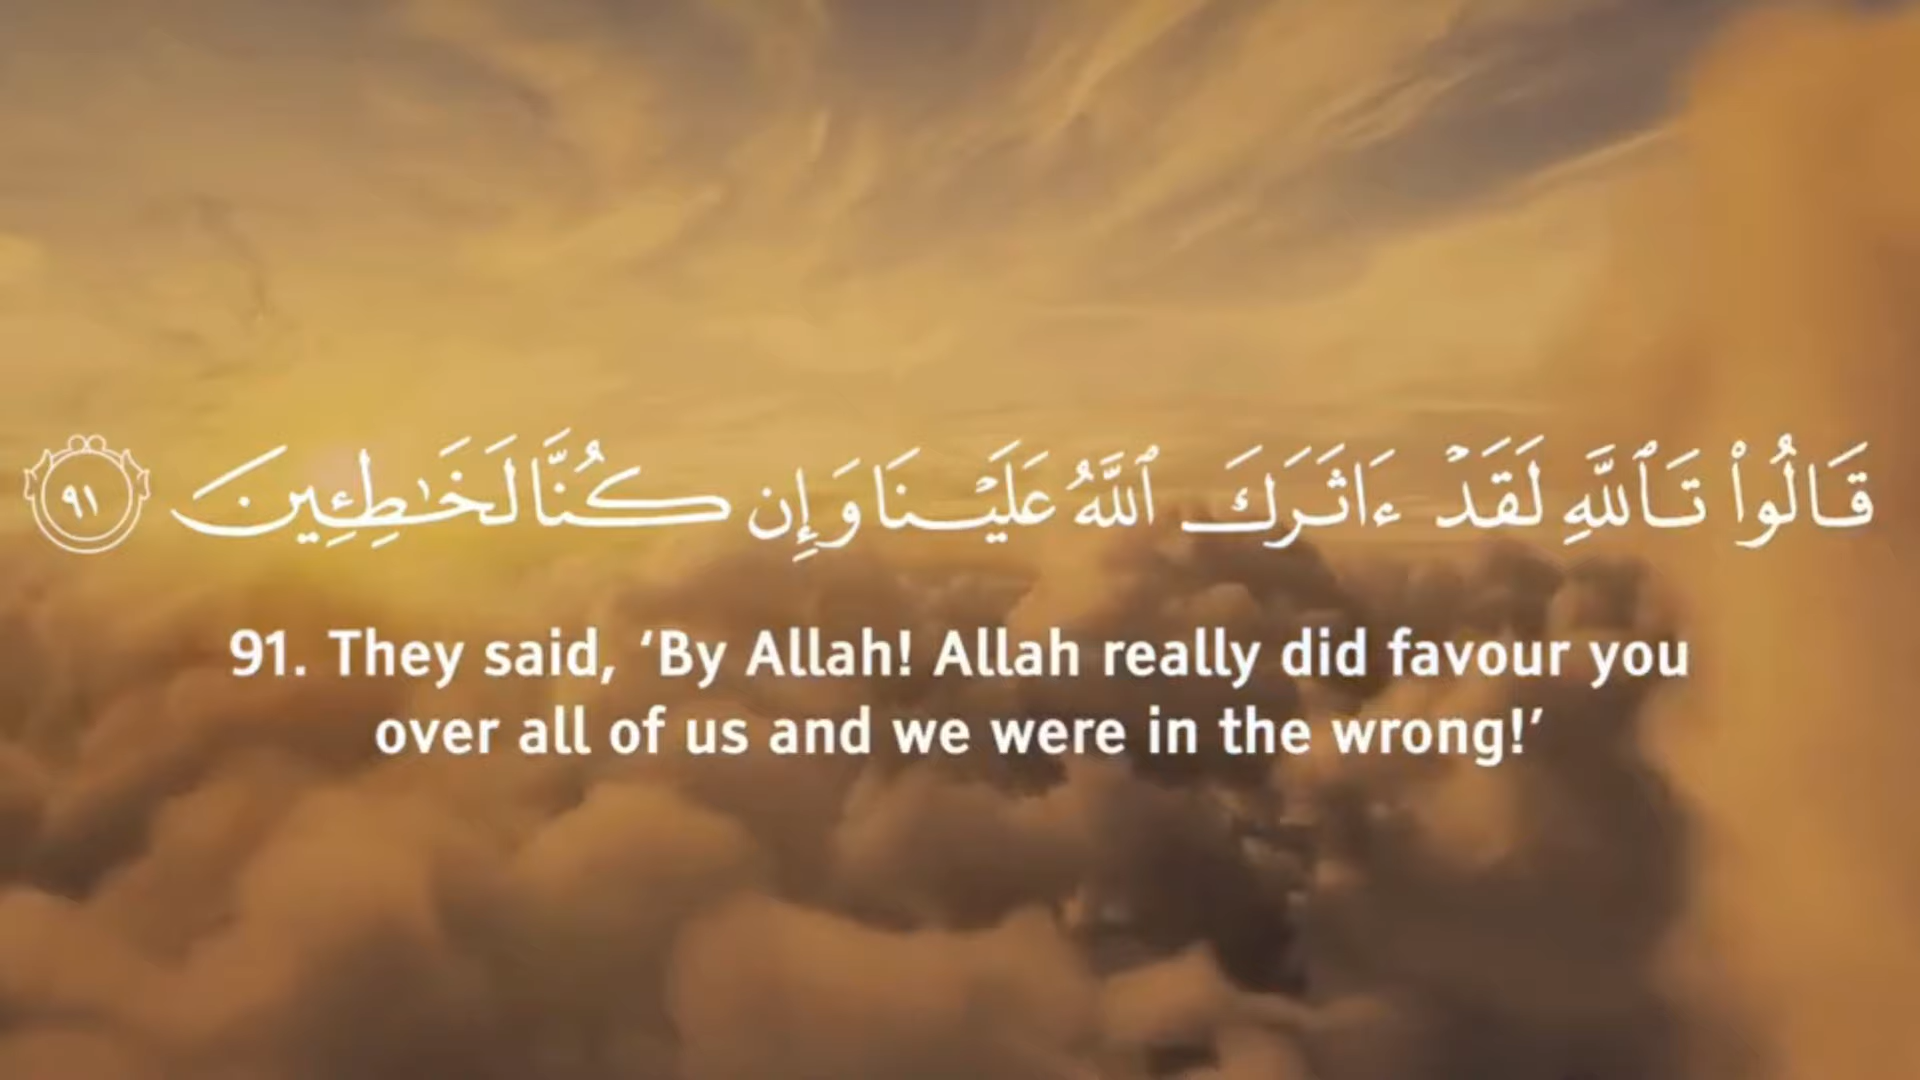 قَالُوا۟ تَٱللَّهِ لَقَدۡ ءَاثَرَكَ ٱللَّهُ عَلَيۡنَا وَإِن كُنَّا لَخَٰطِـِٔينَ ٩١
91. They said, ‘By Allah! Allah really did favour you
over all of us and we were in the wrong!’